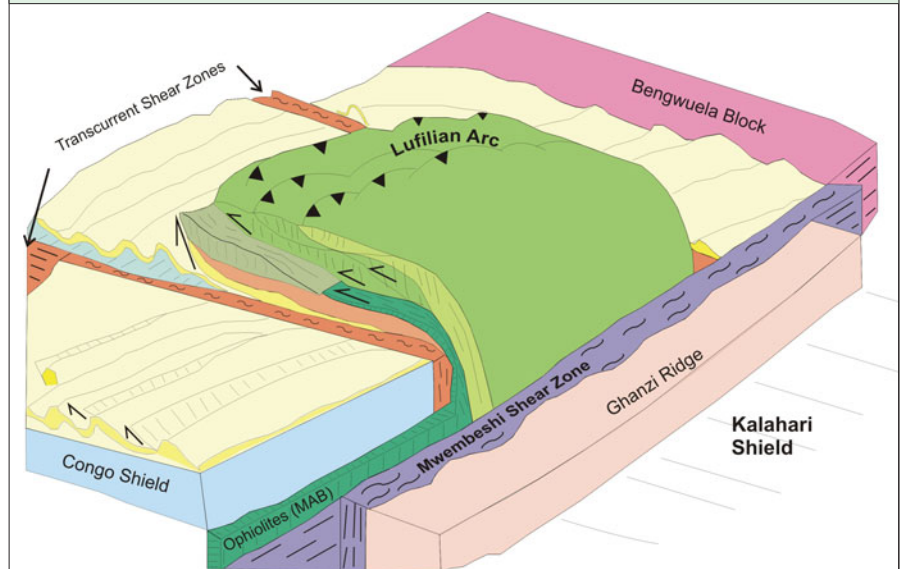 Transcurrent Shear Zones
Bengwuela Block
Lufilian Arc
Mwembeshi Shear Zone
Ghanzi Ridge
Kalahari
Shield
Congo Shield
Ophiolites (MAB)